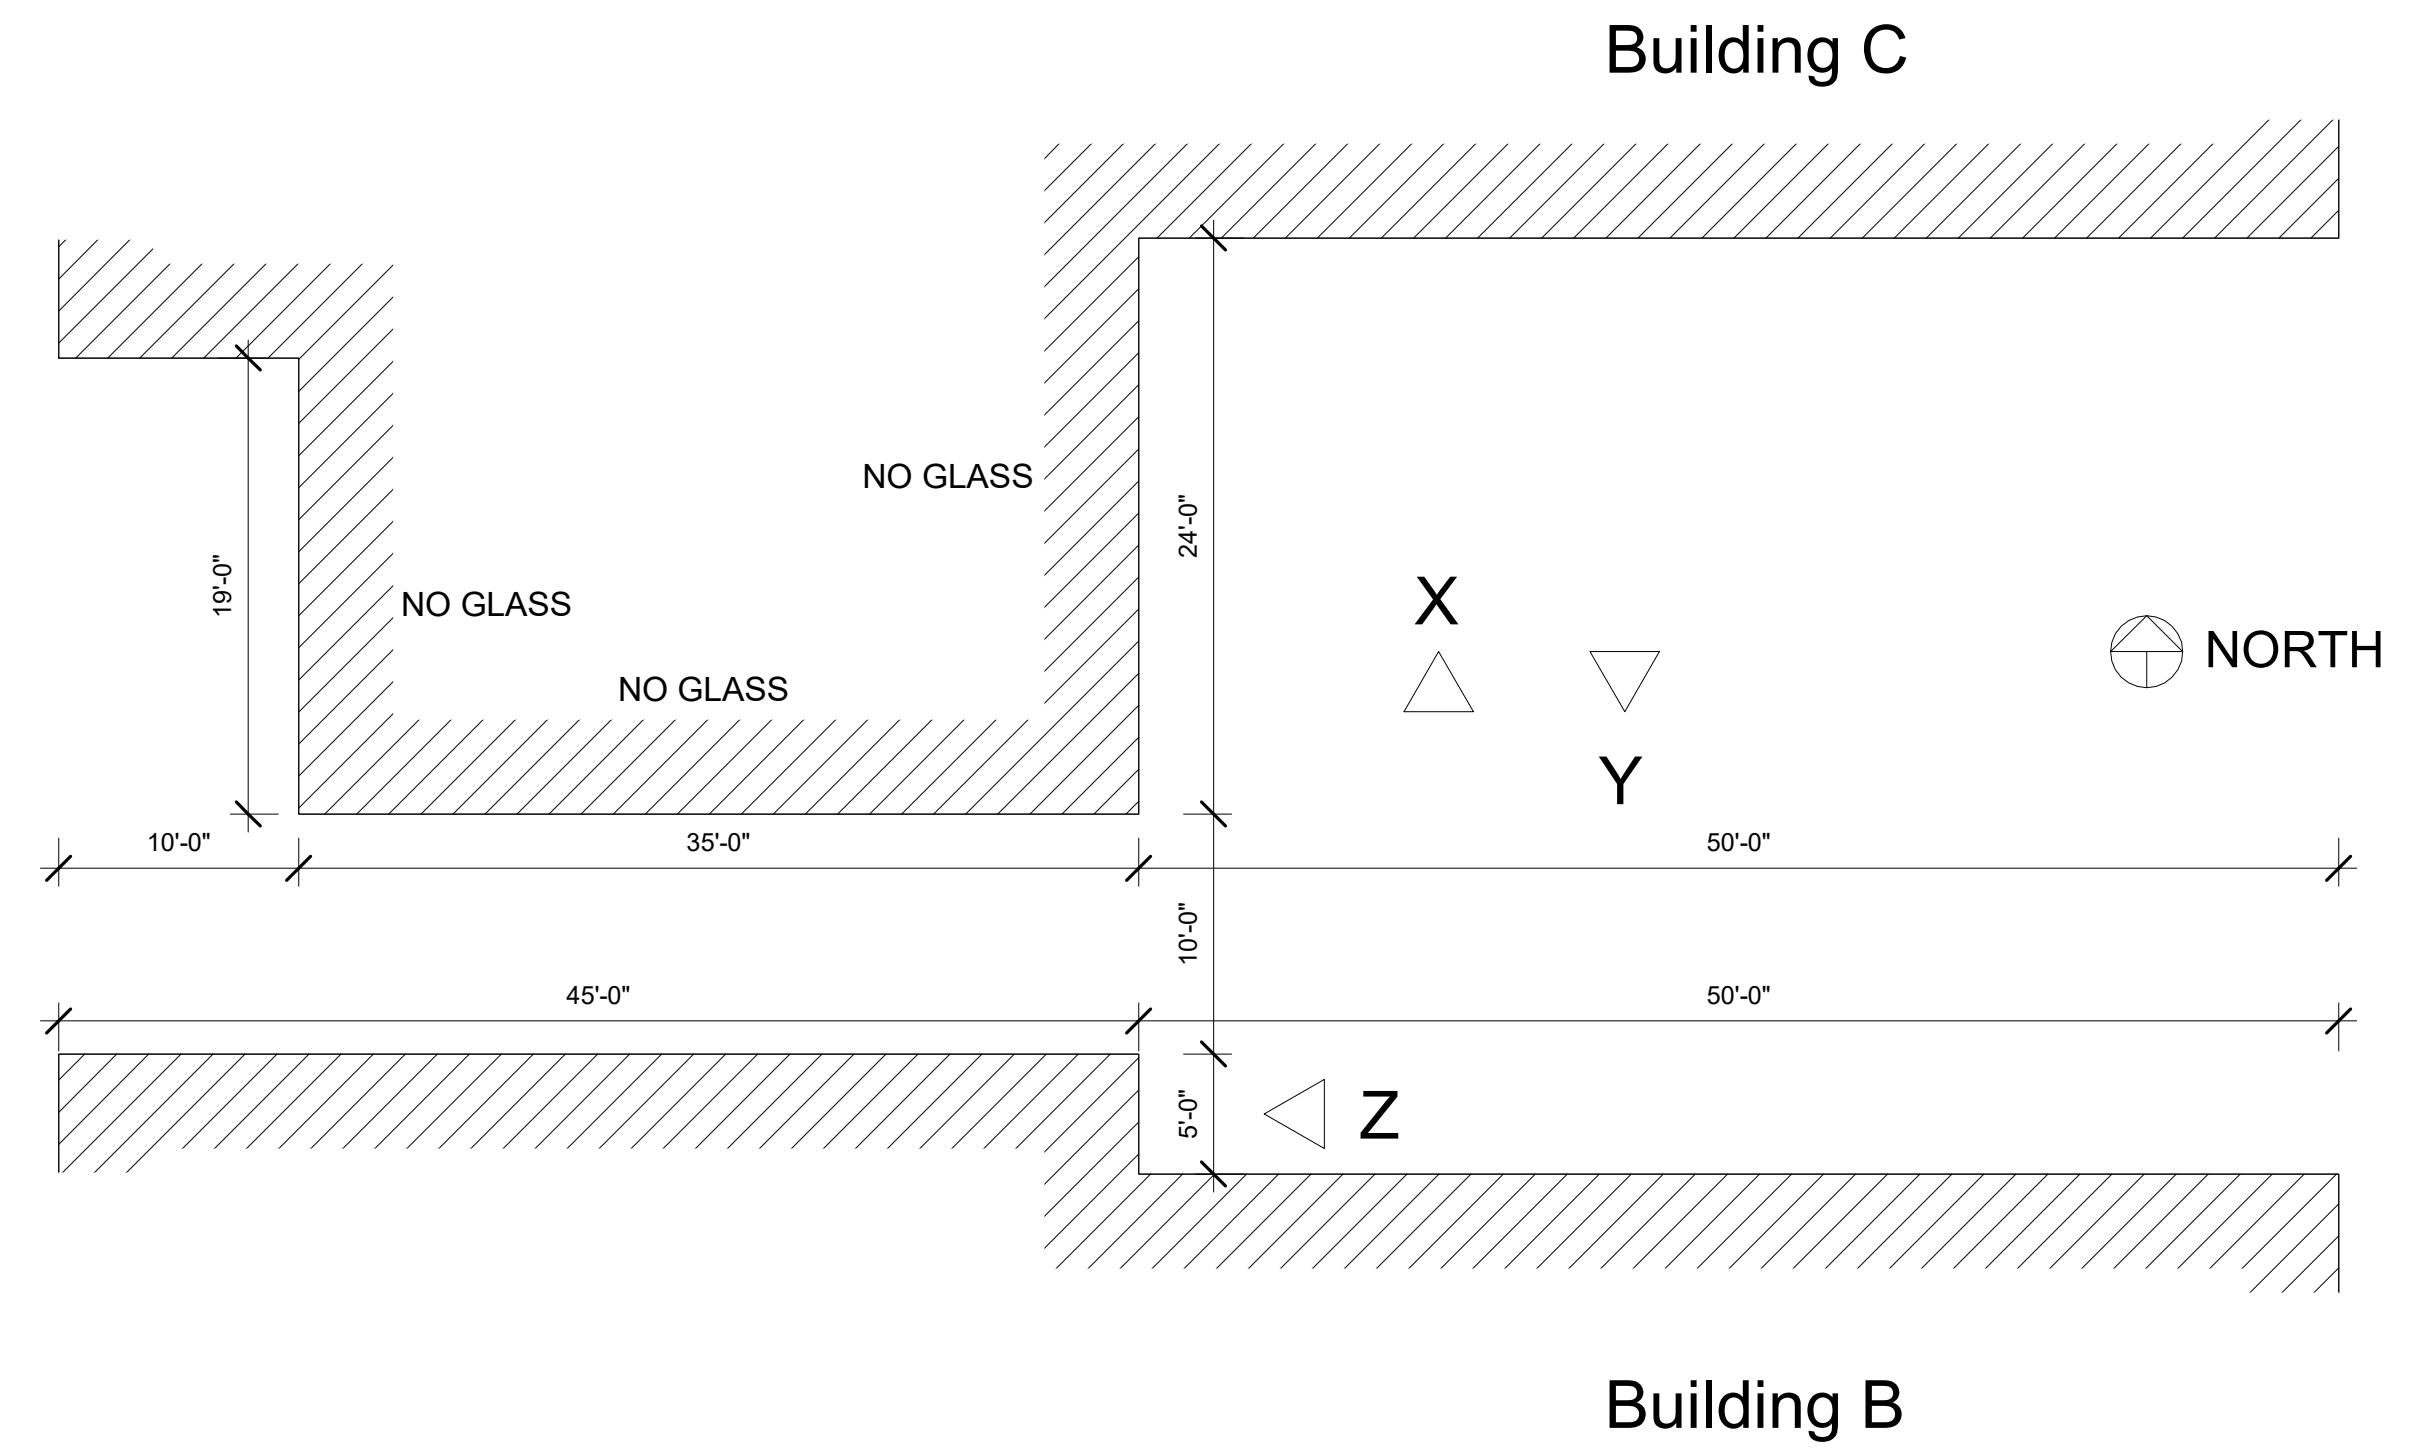 Building C
NO GLASS
24'-0"
19'-0"
NO GLASS
X
NORTH
NO GLASS
Y
10'-0"
35'-0"
50'-0"
10'-0"
45'-0"
50'-0"
5'-0"
Z
Building B